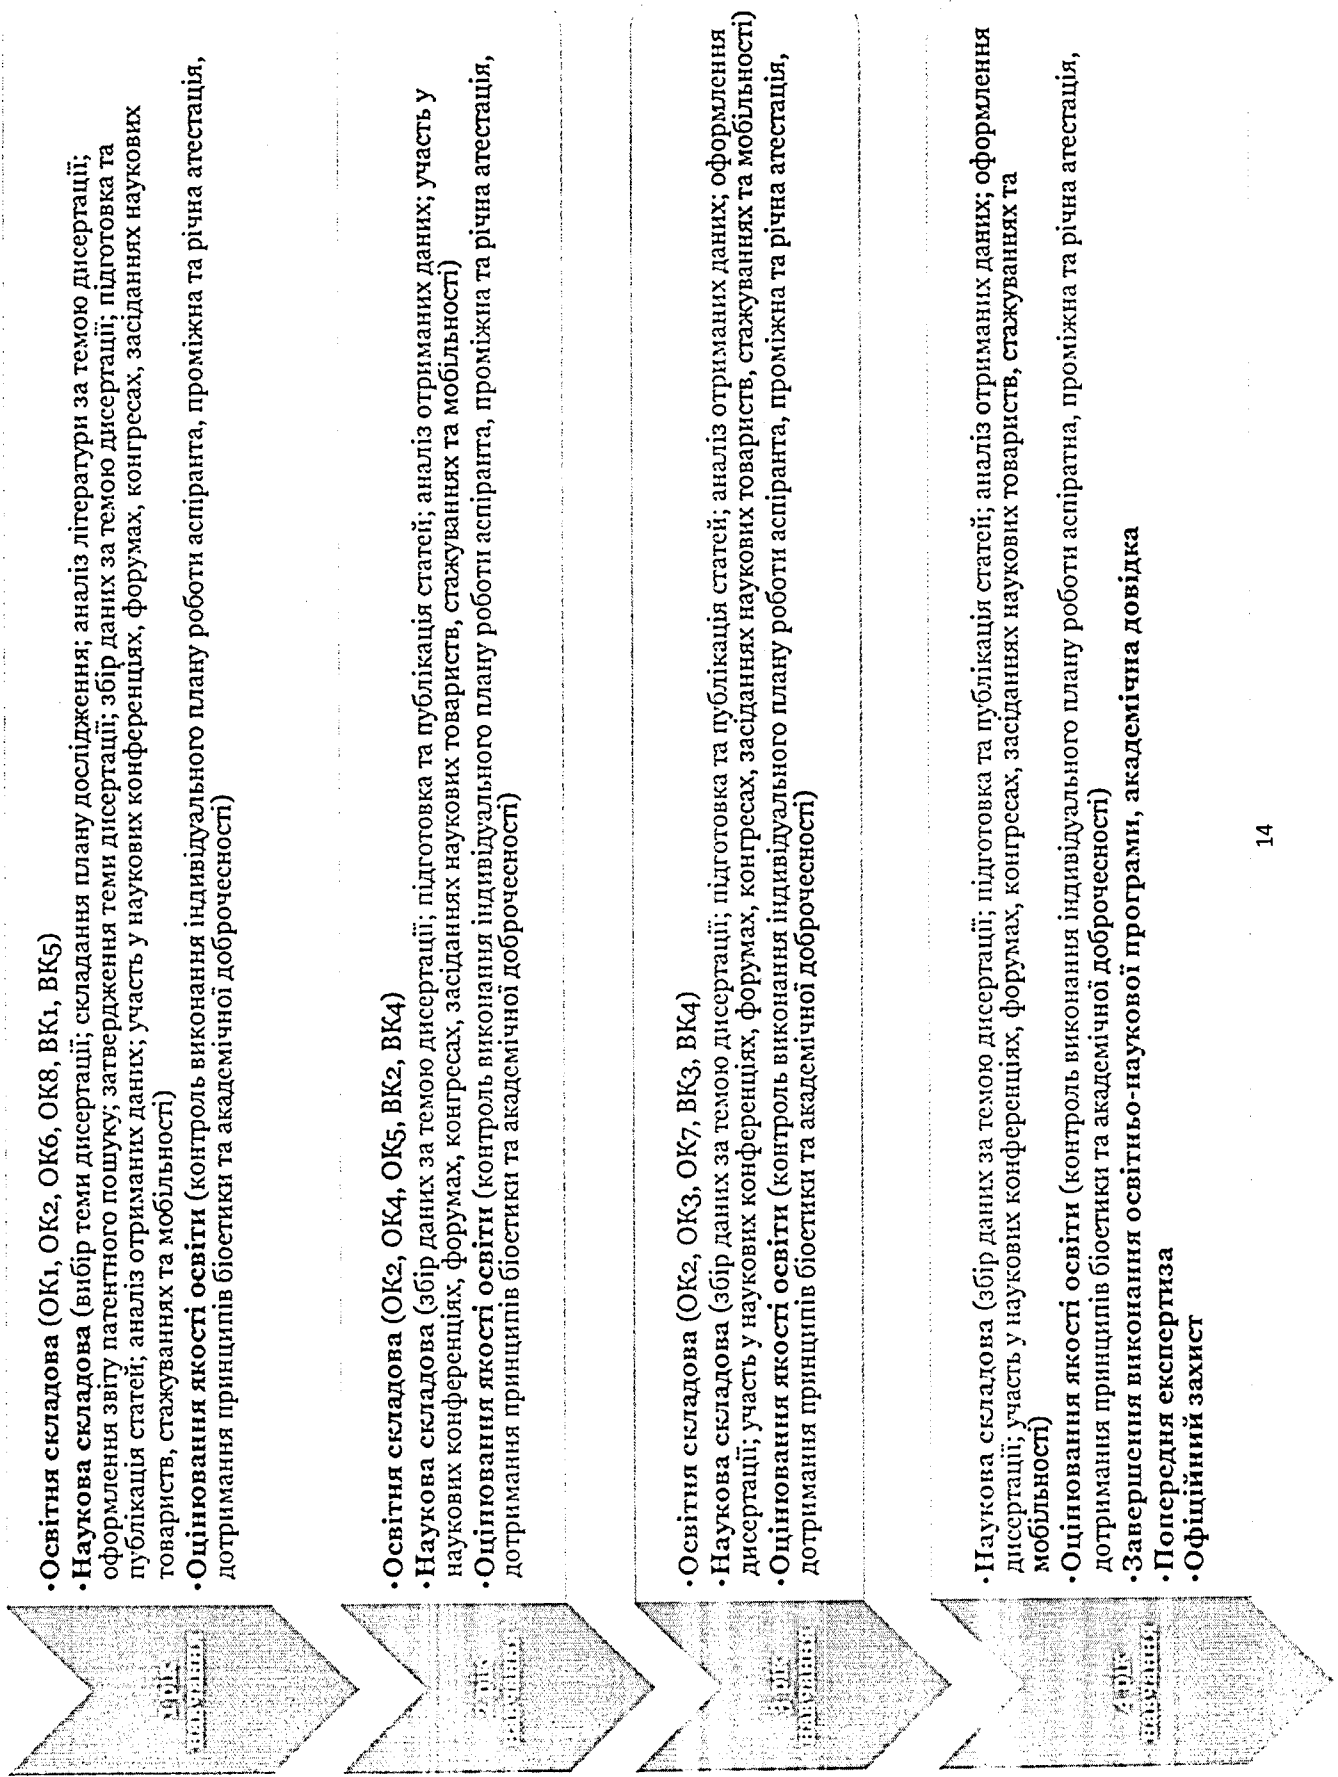 1 рік
навчання
•Освітня складова (ОК1, ОК2, ОК6, ОК8, ВК1, ВК5)
•Наукова складова (вибір теми дисертації; складання плану дослідження; аналіз літератури за темою дисертації;
оформлення звіту патентного пошуку; затвердження теми дисертації; збір даних за темою дисертації; підготовка та
публікація статей; аналіз отриманих даних; участь у наукових конференціях, форумах, конгресах, засіданнях наукових
товариств, стажуваннях та мобільності)
•Оцінювання якості освіти (контроль виконання індивідуального плану роботи аспіранта, проміжна та річна атестація,
дотримання принципів біоетики та академічної доброчесності)
2 рік
навчання
•Освітня складова (ОК2, ОК4, ОК5, ВК2, ВК4)
•Наукова складова (збір даних за темою дисертації; підготовка та публікація статей; аналіз отриманих даних; участь у
наукових конференціях, форумах, конгресах, засіданнях наукових товариств, стажуваннях та мобільності)
•Оцінювання якості освіти (контроль виконання індивідуального плану роботи аспіранта, проміжна та річна атестація,
дотримання принципів біоетики та академічної доброчесності)
3 рік
навчання
•Освітня складова (ОК2, ОК3, ОК7, ВК3, ВК4)
•Наукова складова (збір даних за темою дисертації; підготовка та публікація статей; аналіз отриманих даних; оформлення
дисертації; участь у наукових конференціях, форумах, конгресах, засіданнях наукових товариств, стажуваннях та мобільності)
•Оцінювання якості освіти (контроль виконання індивідуального плану роботи аспіранта, проміжна та річна атестація,
дотримання принципів біоетики та академічної доброчесності)
4 рік
навчання
•Наукова складова (збір даних за темою дисертації; підготовка та публікація статей; аналіз отриманих даних; оформлення
дисертації; участь у наукових конференціях, форумах, конгресах, засіданнях наукових товариств, стажуваннях та
мобільності)
•Оцінювання якості освіти (контроль виконання індивідуального плану роботи аспіратна, проміжна та річна атестація,
дотримання принципів біоетики та академічної доброчесності)
•Завершення виконання освітньо-наукової програми, академічна довідка
•Попередня експертиза
•Офіційний захист
14